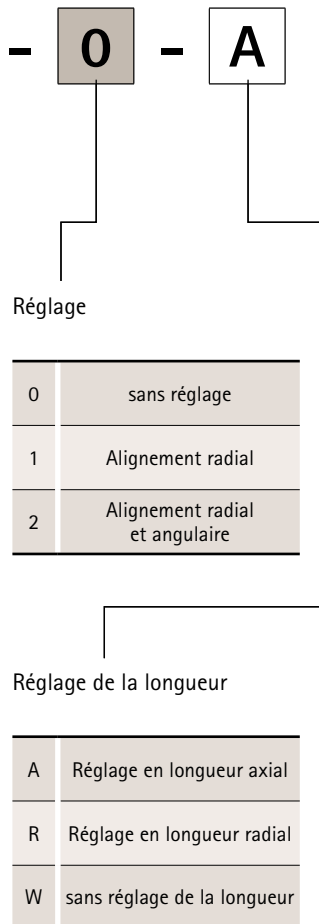 - 0 - A
Réglage
0 sans réglage
1 Alignement radial
2 Alignement radial
et angulaire
Réglage de la longueur
A Réglage en longueur axial
R Réglage en longueur radial
W sans réglage de la longueur